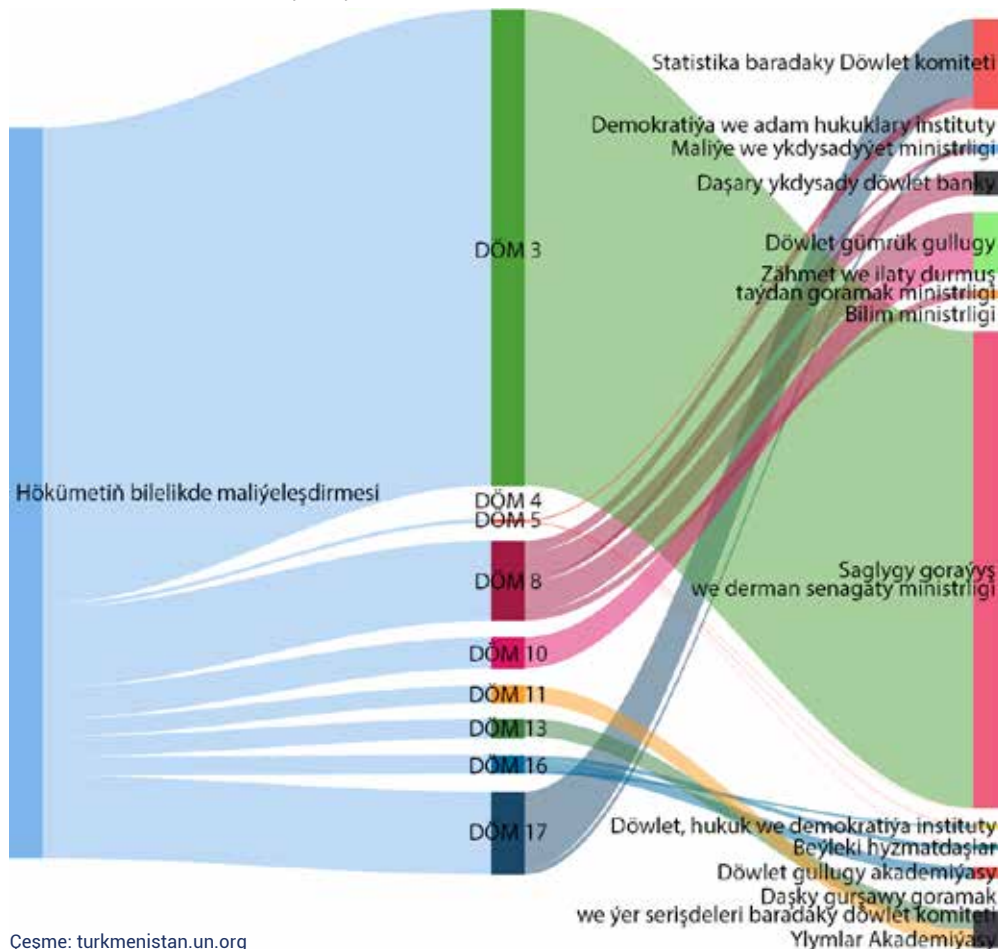 Hökümetiň bilelikde maliýeleşdirmesi
DÖM 3
DÖM 4
DÖM 5
DÖM 8
DÖM 10
DÖM 11
DÖM 13
DÖM 16
DÖM 17
Statistika baradaky Döwlet komiteti
Demokratiýa we adam hukuklary instituty
Maliýe we ykdysadyýet ministrligi
Daşary ykdysady döwlet banky
Döwlet gümrük gullugy
Zähmet we ilaty durmuş
taýdan goramak ministrligi
Bilim ministrligi
Saglygy goraýyş
we derman senagaty ministrligi
Döwlet, hukuk we demokratiýa instituty
Beýleki hyzmatdaşlar
Döwlet gullugy akademiýasy
Daşky gurşawy goramak
we ýer serişdeleri baradaky döwlet komiteti
Ylymlar Akademiýasy
Çeşme: turkmenistan.un.org